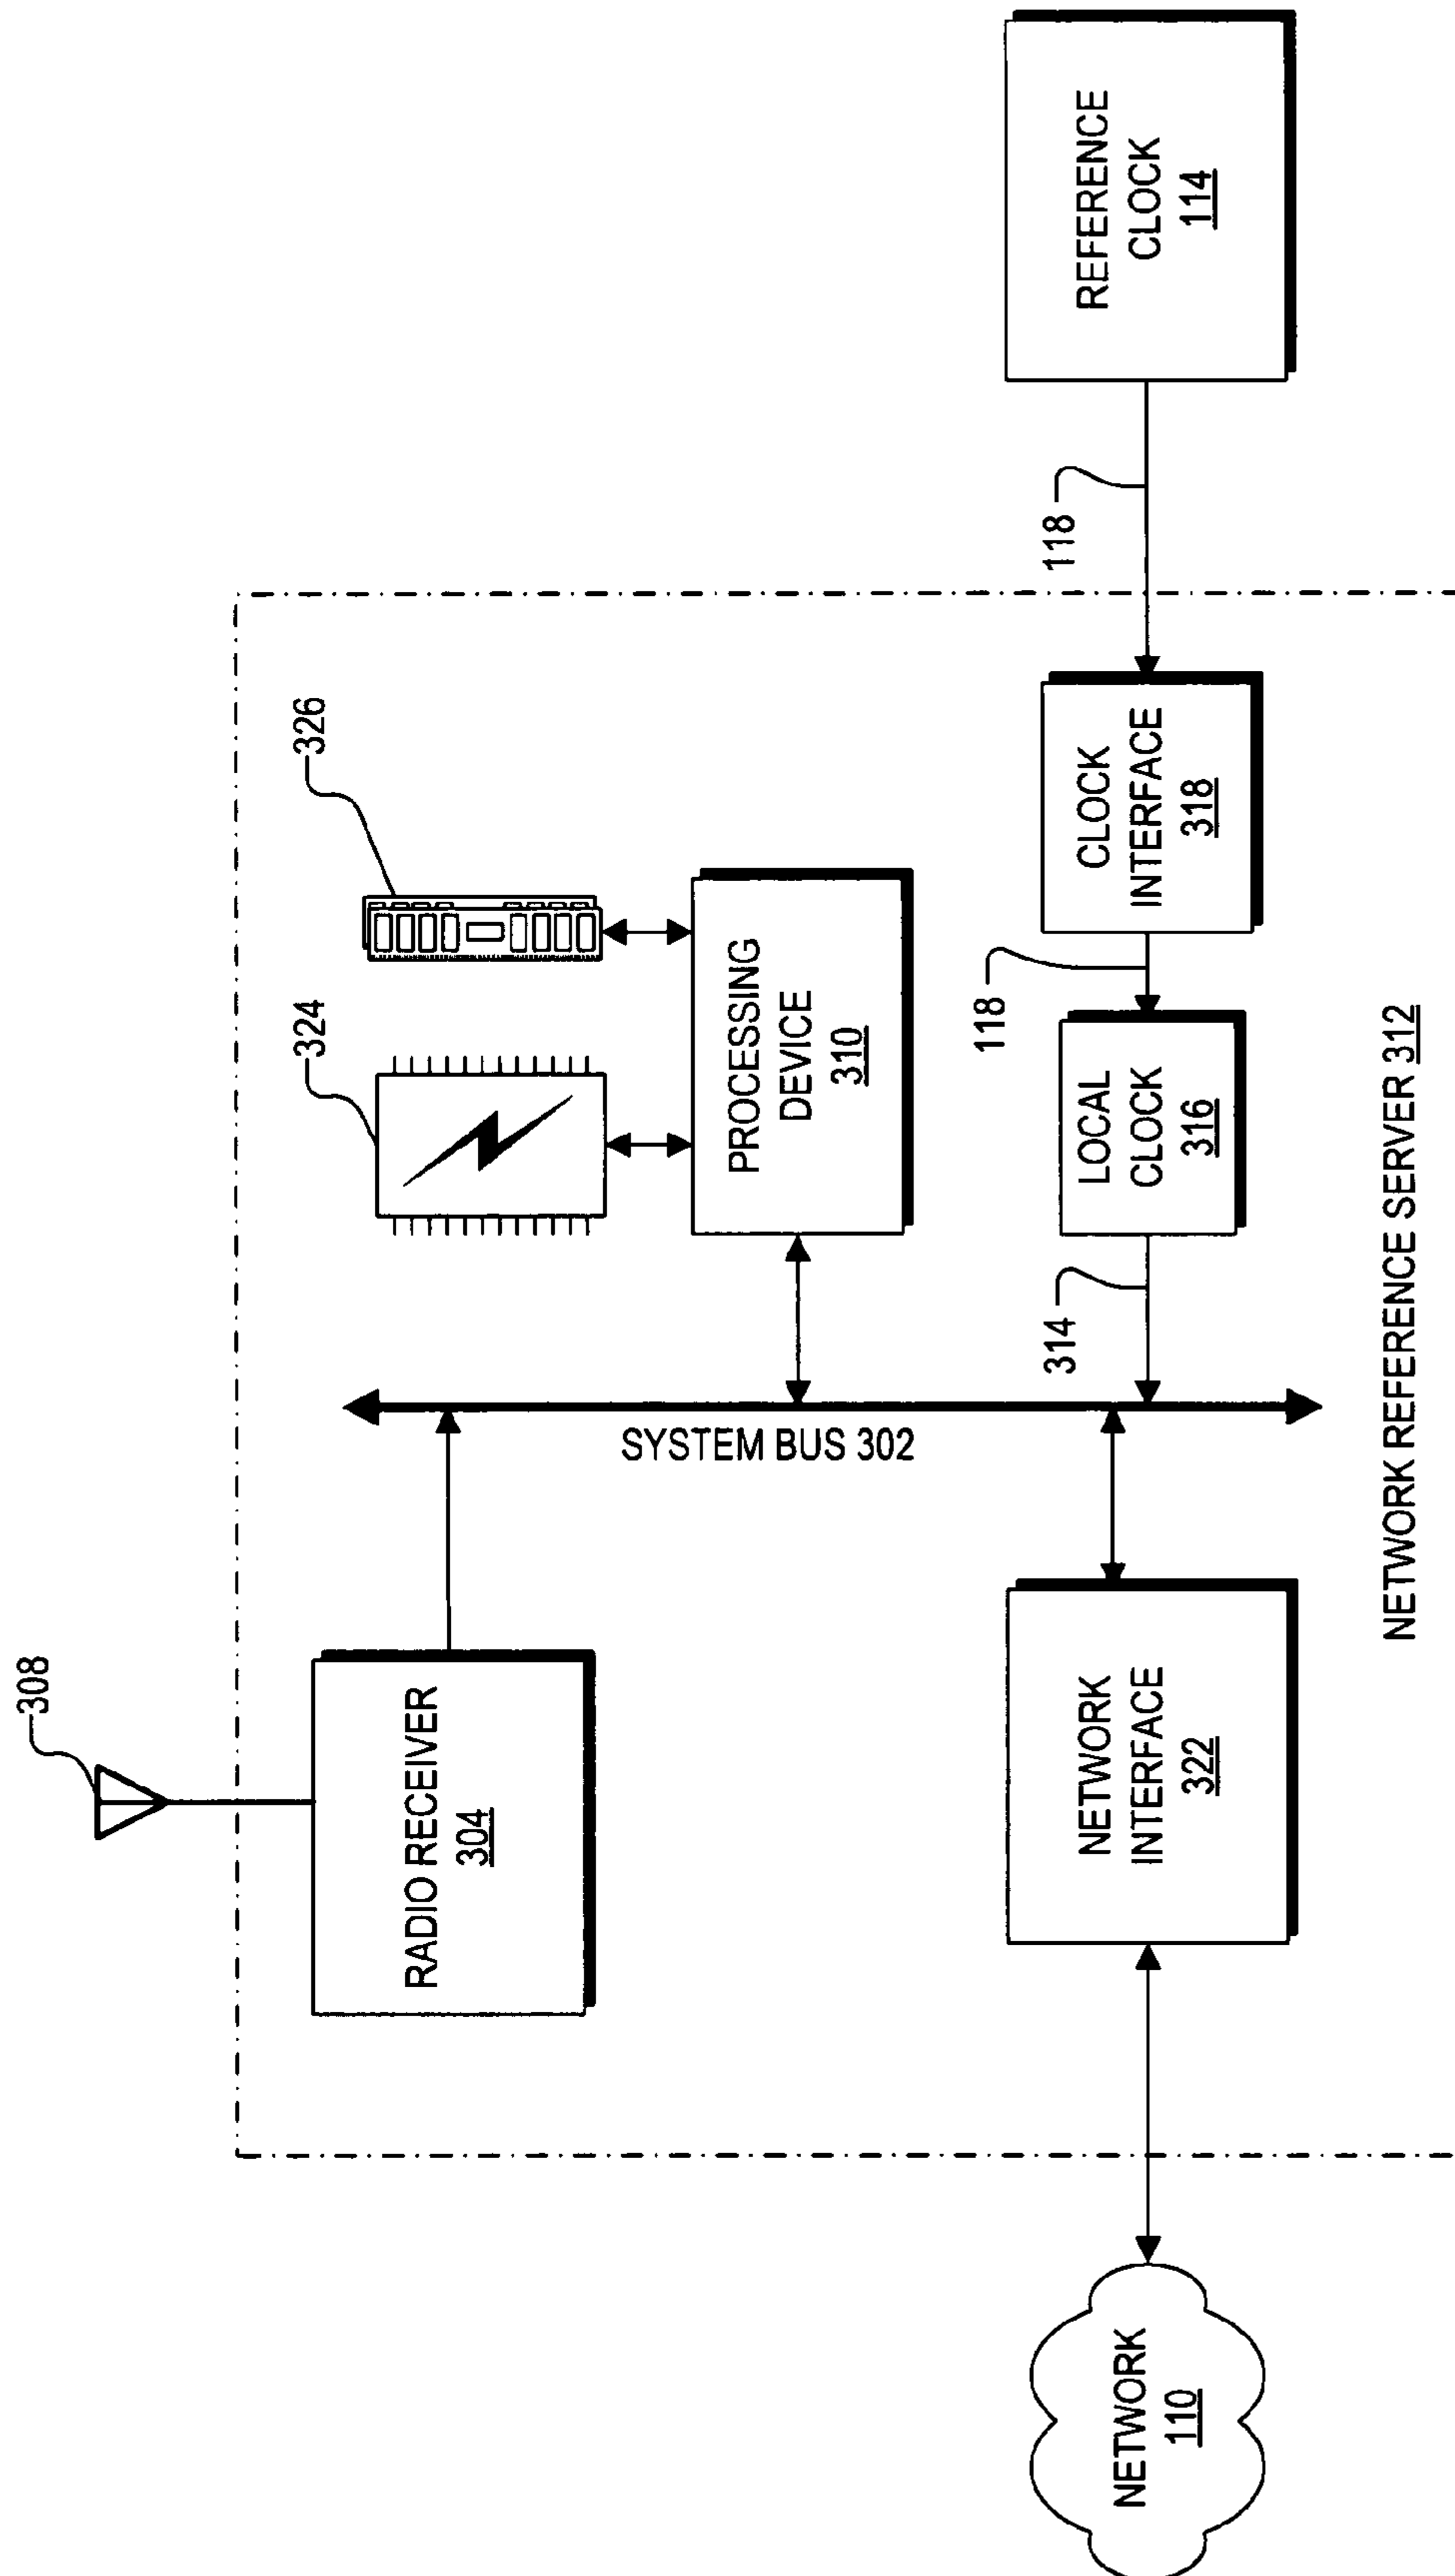 308
RADIO RECEIVER
304
324
326
SYSTEM BUS 302
PROCESSING
DEVICE
310
NETWORK
110
NETWORK
INTERFACE
322
314
LOCAL
CLOCK
316
118
CLOCK
INTERFACE
318
118
REFERENCE
CLOCK
114
NETWORK REFERENCE SERVER 312